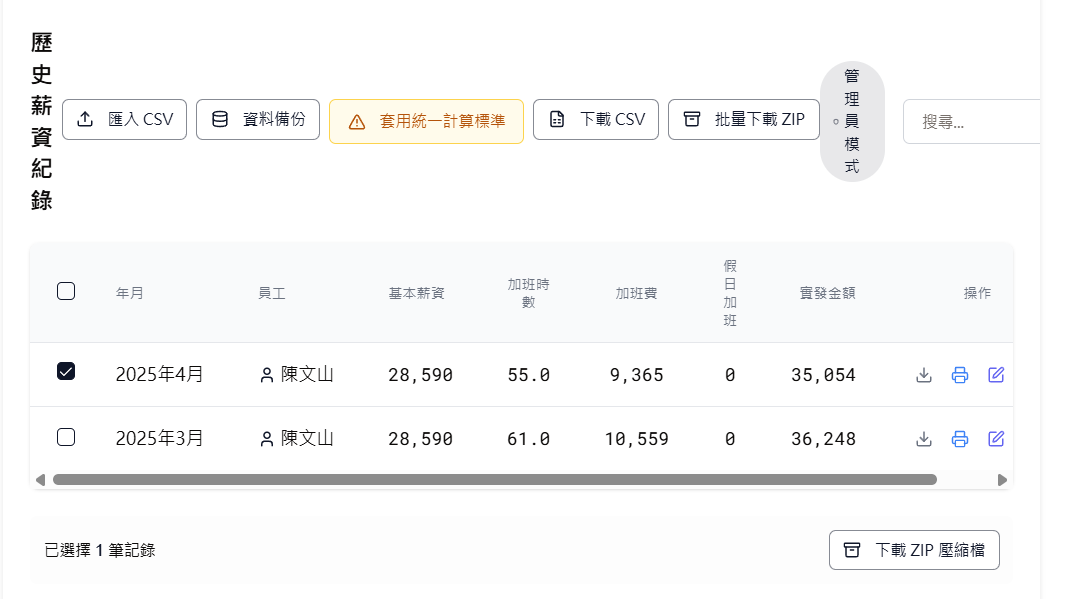 歷史薪資紀錄
匯入 CSV
資料備份
套用統一計算標準
下載 CSV
批量下載 ZIP
管理員模式
搜尋...
年月 員工 基本薪資 加班時數 加班費 假日加班 實發金額 操作
2025年4月 陳文山 28,590 55.0 9,365 0 35,054
2025年3月 陳文山 28,590 61.0 10,559 0 36,248
已選擇 1 筆記錄
下載 ZIP 壓縮檔